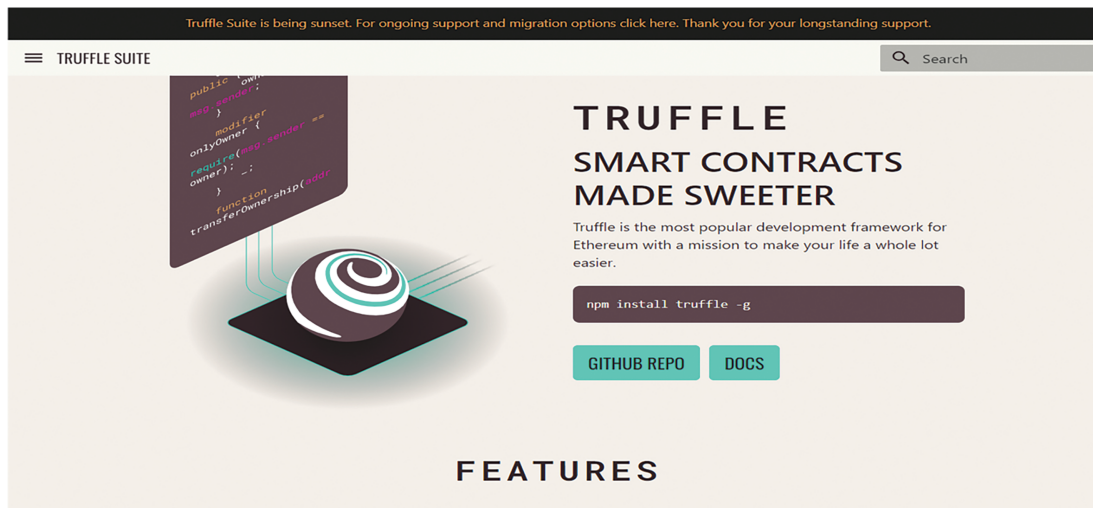 Truffle Suite is being sunset. For ongoing support and migration options click here. Thank you for your longstanding support.
TRUFFLE SUITE
Search
public
msg.sender;
}
modifier
onlyOwner {
require(msg.sender ==
owner); _;
}
function
transferOwnership(addr
TRUFFLE
SMART CONTRACTS
MADE SWEETER
Truffle is the most popular development framework for
Ethereum with a mission to make your life a whole lot
easier.
npm install truffle -g
GITHUB REPO
DOCS
FEATURES